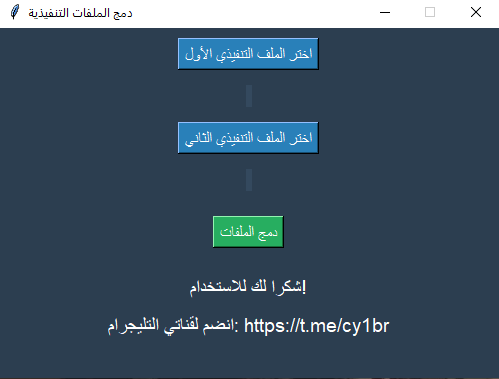 دمج الملفات التنفيذية
اختر الملف التنفيذي الأول
اختر الملف التنفيذي الثاني
دمج الملفات
شكرا لك للاستخدام!
انضم لقناتي التليجرام: https://t.me/cy1br